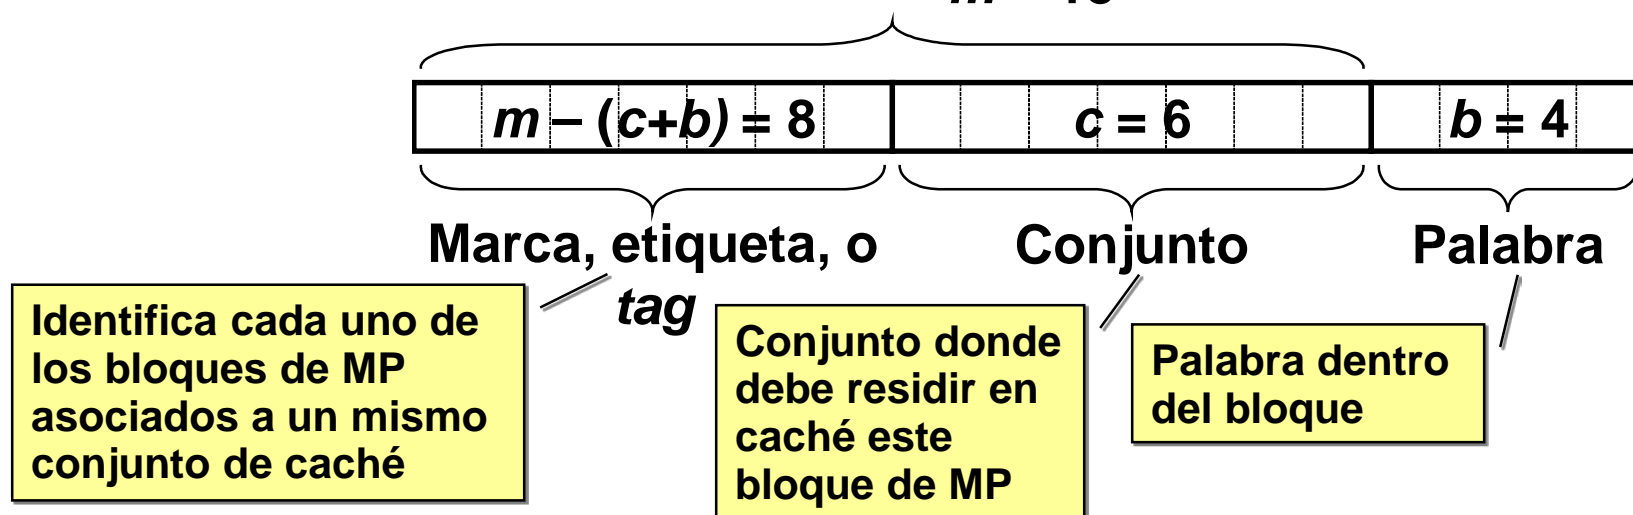 m – (c+b) = 8
c = 6
b = 4
Marca, etiqueta, o
tag
Conjunto
Palabra
Identifica cada uno de
los bloques de MP
asociados a un mismo
conjunto de caché
Conjunto donde
debe residir en
caché este
bloque de MP
Palabra dentro
del bloque